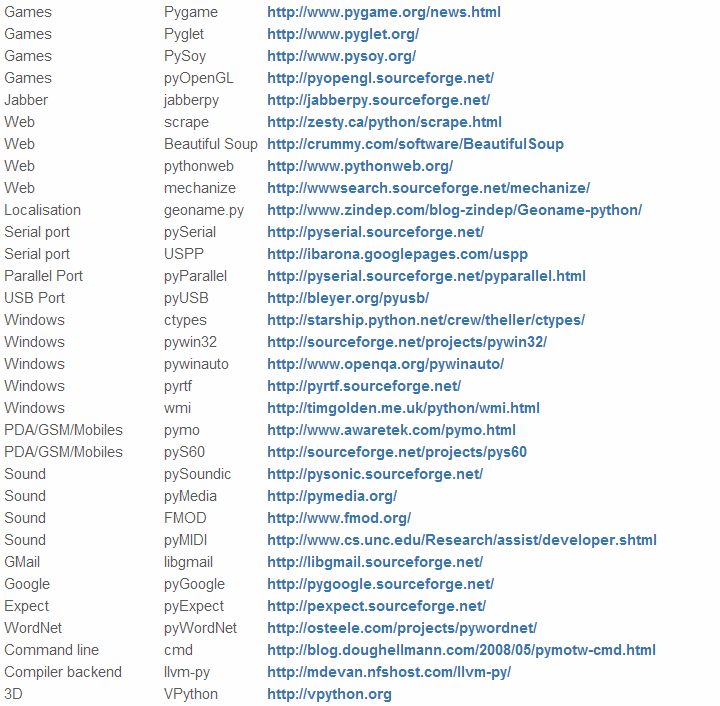 Games Pygame http://www.pygame.org/news.html
Games Pyglet http://www.pyglet.org/
Games PySoy http://www.pysoy.org/
Games pyOpenGL http://pyopengl.sourceforge.net/
Jabber jabberpy http://jabberpy.sourceforge.net/
Web scrape http://zesty.ca/python/scrape.html
Web Beautiful Soup http://crummy.com/software/BeautifulSoup
Web pythonweb http://www.pythonweb.org/
Web mechanize http://wwwsearch.sourceforge.net/mechanize/
Localisation geoname.py http://www.zindep.com/blog-zindep/Geoname-python/
Serial port pySerial http://pyserial.sourceforge.net/
Serial port USPP http://ibarona.googlepages.com/uspp
Parallel Port pyParallel http://pyserial.sourceforge.net/pyparallel.html
USB Port pyUSB http://bleyer.org/pyusb/
Windows ctypes http://starship.python.net/crew/theller/ctypes/
Windows pywin32 http://sourceforge.net/projects/pywin32/
Windows pywinauto http://www.openqa.org/pywinauto/
Windows pyrtf http://pyrtf.sourceforge.net/
Windows wmi http://timgolden.me.uk/python/wmi.html
PDA/GSM/Mobiles pymo http://www.awaretek.com/pymo.html
PDA/GSM/Mobiles pyS60 http://sourceforge.net/projects/pys60
Sound pySoundic http://pysonic.sourceforge.net/
Sound pyMedia http://pymedia.org/
Sound FMOD http://www.fmod.org/
Sound pyMIDI http://www.cs.unc.edu/Research/assist/developer.shtml
GMail libgmail http://libgmail.sourceforge.net/
Google pyGoogle http://pygoogle.sourceforge.net/
Expect pyExpect http://pexpect.sourceforge.net/
WordNet pyWordNet http://osteele.com/projects/pywordnet/
Command line cmd http://blog.doughellmann.com/2008/05/pymotw-cmd.html
Compiler backend llvm-py http://mdevan.nfshost.com/llvm-py/
3D VPython http://vpython.org